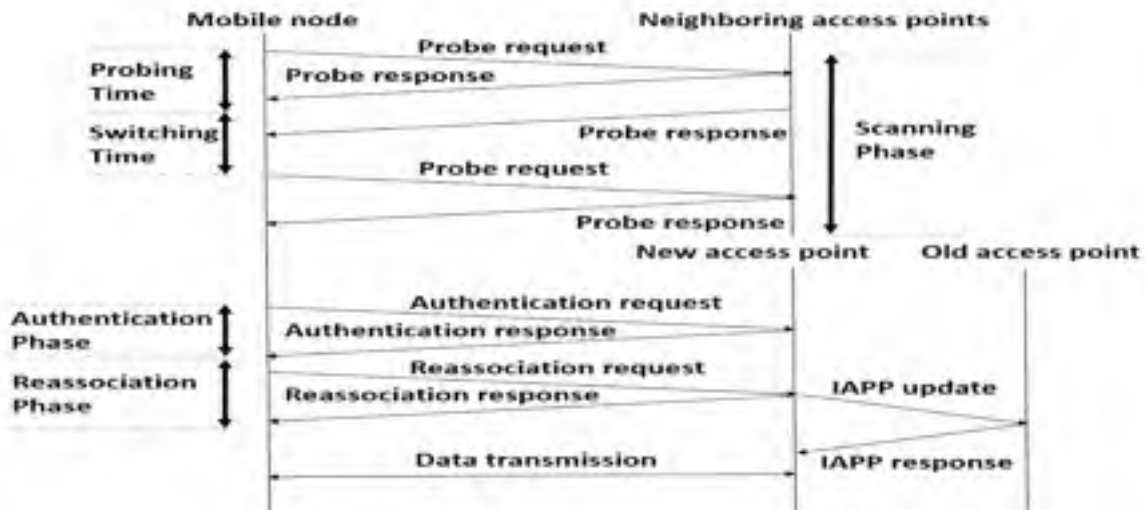 Mobile node
Neighboring access points
Probe request
Probing
Time
Probe response
Switching
Time
Probe response
Scanning
Phase
Probe request
Probe response
New access point
Old access point
Authentication request
Authentication
Phase
Authentication response
Reassociation request
Reassociation
Phase
Reassociation response
IAPP update
Data transmission
IAPP response